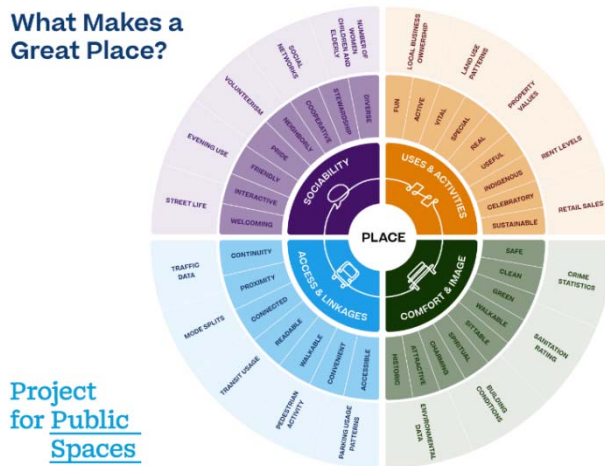 What Makes a
Great Place?
NUMBER OF
WOMEN
CHILDREN AND
ELDERLY
SOCIAL
NETWORKS
VOLUNTEERISM
EVENING USE
STREET LIFE
DIVERSE
STEWARDSHIP
COOPERATIVE
NEIGHBORLY
PRIDE
FRIENDLY
INTERACTIVE
WELCOMING
SOCIABILITY
LOCAL BUSINESS
OWNERSHIP
LAND USE
PATTERNS
PROPERTY
VALUES
RENT LEVELS
RETAIL SALES
FUN
ACTIVE
VITAL
SPECIAL
REAL
USEFUL
INDIGENOUS
CELEBRATORY
SUSTAINABLE
USES & ACTIVITIES
PLACE
ACCESS & LINKAGES
CONTINUITY
PROXIMITY
CONNECTED
READABLE
WALKABLE
CONVENIENT
ACCESSIBLE
TRAFFIC
DATA
MODE SPLITS
TRANSIT USAGE
PEDESTRIAN
ACTIVITY
PARKING USAGE
PATTERNS
COMFORT & IMAGE
SAFE
CLEAN
GREEN
WALKABLE
SITTABLE
SPIRITUAL
CHARMING
ATTRACTIVE
HISTORIC
CRIME
STATISTICS
SANITATION
RATING
BUILDING
CONDITIONS
ENVIRONMENTAL
DATA
Project
for Public
Spaces